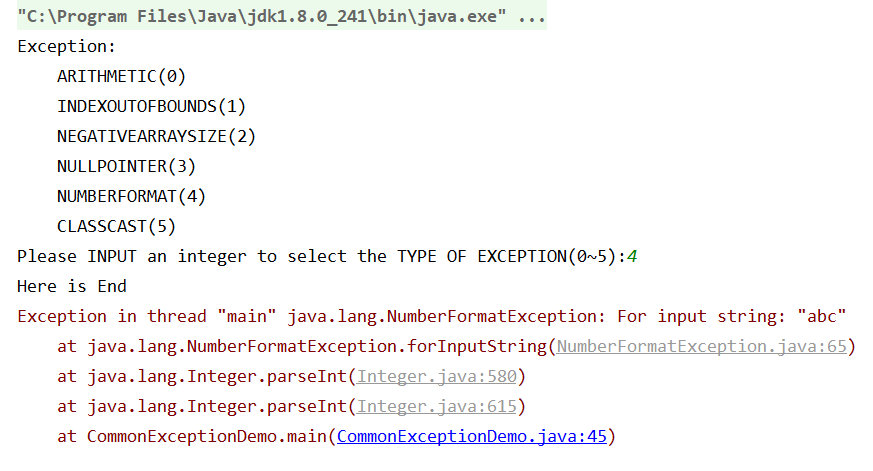 "C:\Program Files\Java\jdk1.8.0_241\bin\java.exe" ...
Exception:
    ARITHMETIC(0)
    INDEXOUTOFBOUNDS(1)
    NEGATIVEARRAYSIZE(2)
    NULLPOINTER(3)
    NUMBERFORMAT(4)
    CLASSCAST(5)
Please INPUT an integer to select the TYPE OF EXCEPTION(0~5):4
Here is End
Exception in thread "main" java.lang.NumberFormatException: For input string: "abc"
    at java.lang.NumberFormatException.forInputString(NumberFormatException.java:65)
    at java.lang.Integer.parseInt(Integer.java:580)
    at java.lang.Integer.parseInt(Integer.java:615)
    at CommonExceptionDemo.main(CommonExceptionDemo.java:45)